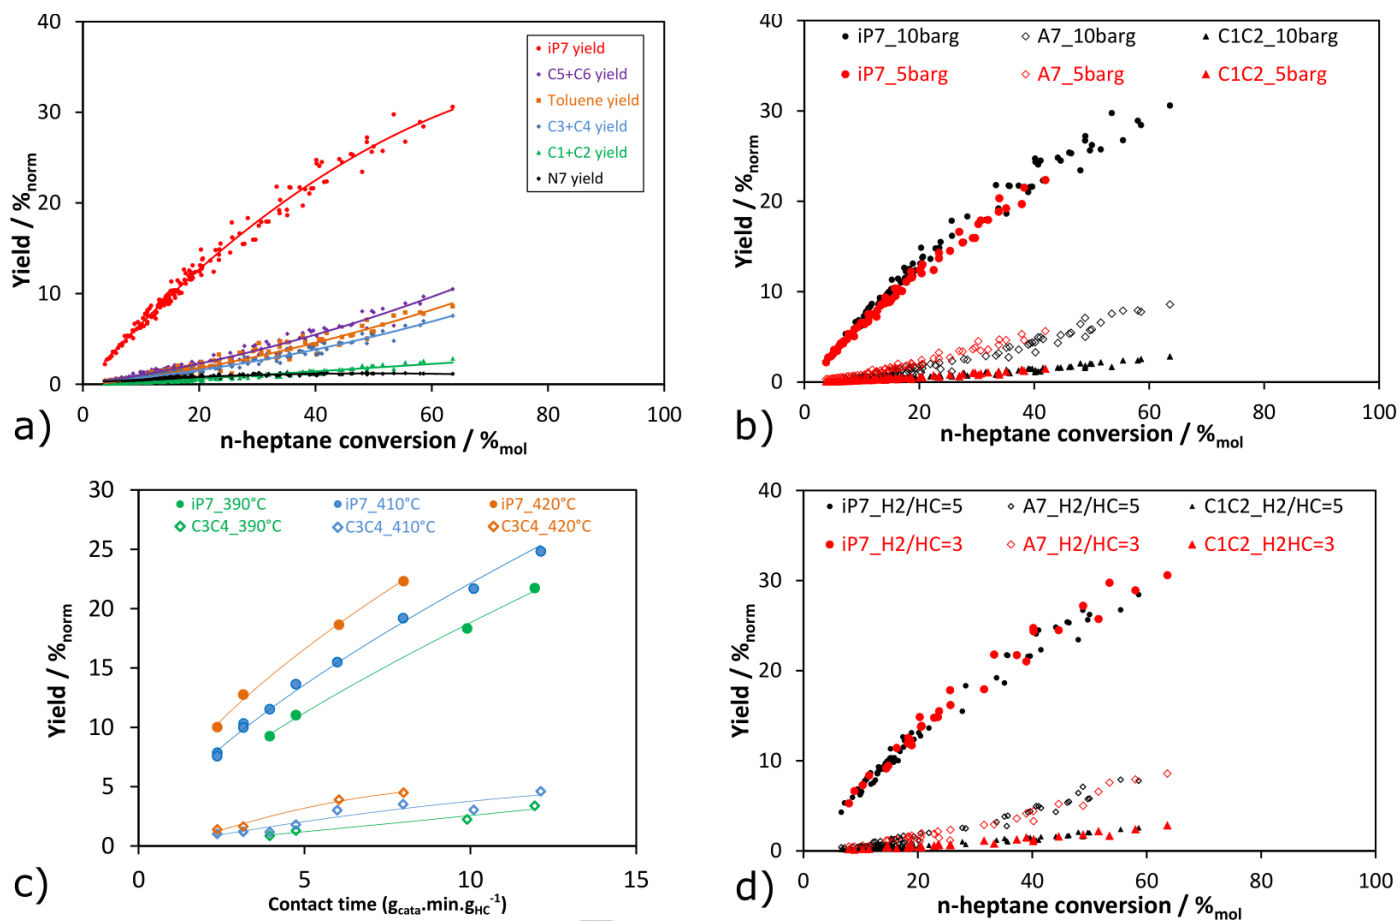 40
30
20
10
0
0 20 40 60 80 100
Yield / %norm
n-heptane conversion / %mol
iP7 yield
C5+C6 yield
Toluene yield
C3+C4 yield
C1+C2 yield
N7 yield
a)
40
30
20
10
0
0 20 40 60 80 100
Yield / %norm
n-heptane conversion / %mol
iP7_10barg A7_10barg C1C2_10barg
iP7_5barg A7_5barg C1C2_5barg
b)
30
25
20
15
10
5
0
0 5 10 15
Yield / %norm
Contact time (gcata.min.gHC-1)
iP7_390°C iP7_410°C iP7_420°C
C3C4_390°C C3C4_410°C C3C4_420°C
c)
40
30
20
10
0
0 20 40 60 80 100
Yield / %norm
n-heptane conversion / %mol
iP7_H2/HC=5 A7_H2/HC=5 C1C2_H2/HC=5
iP7_H2/HC=3 A7_H2/HC=3 C1C2_H2HC=3
d)